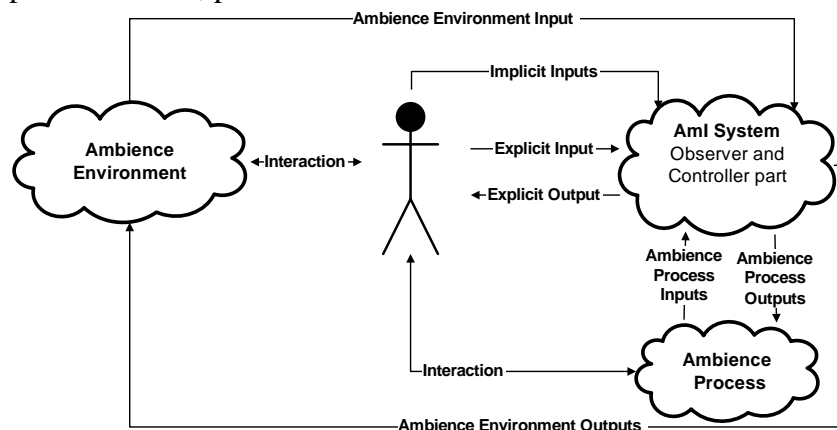 Ambience Environment Input
Implicit Inputs
AmI System
Observer and
Controller part
Ambience
Environment
Interaction
Explicit Input
Explicit Output
Ambience
Process
Inputs
Ambience
Process
Outputs
Interaction
Ambience
Process
Ambience Environment Outputs